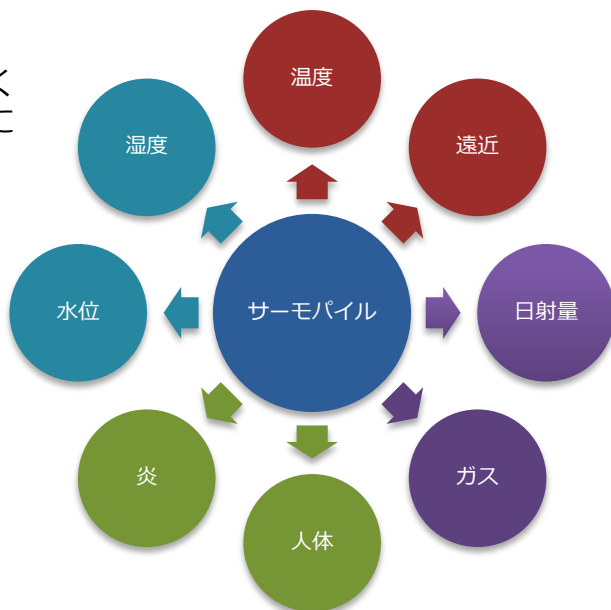 温度
湿度
遠近
水位
サーモパイル
日射量
炎
ガス
人体